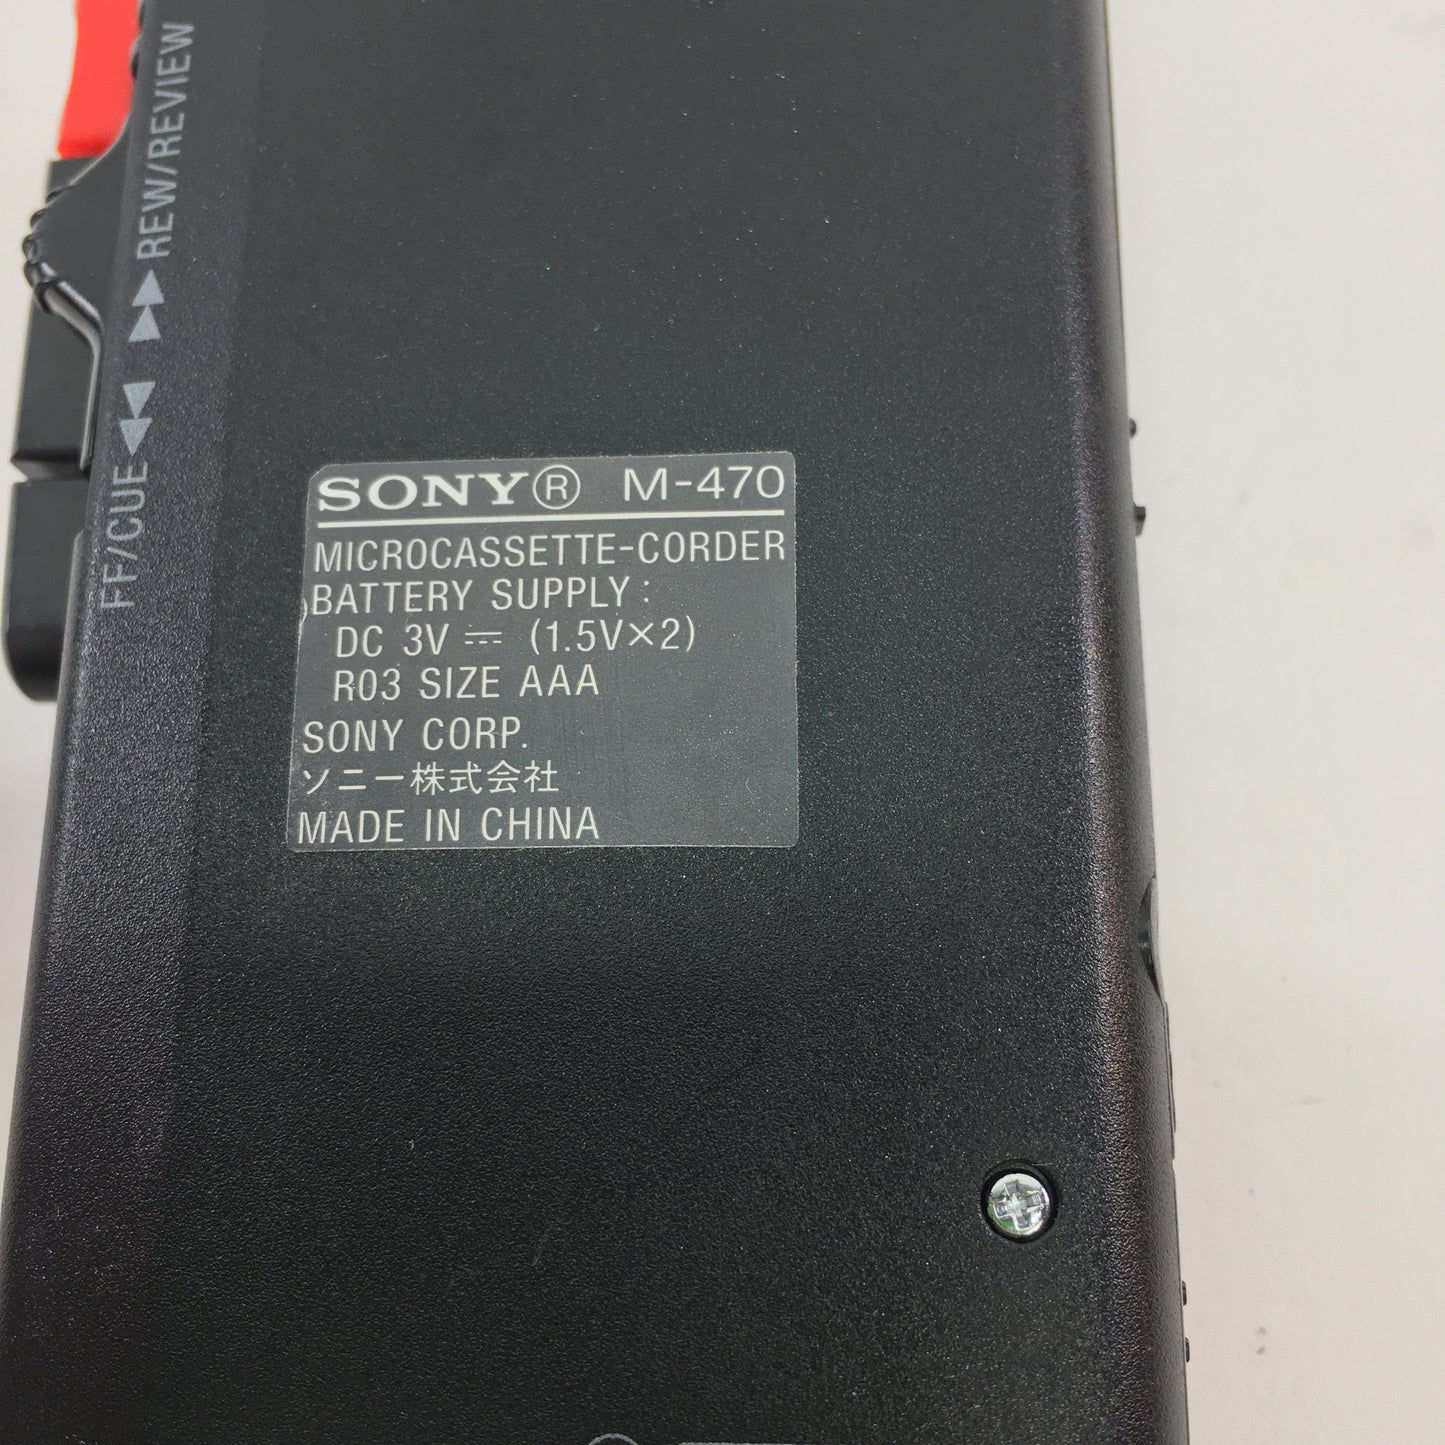 REW/REVIEW
FF/CUE
SONY® M-470
MICROCASSETTE-CORDER
BATTERY SUPPLY:
DC 3V ⎓ (1.5V×2)
R03 SIZE AAA
SONY CORP.
ソニー株式会社
MADE IN CHINA